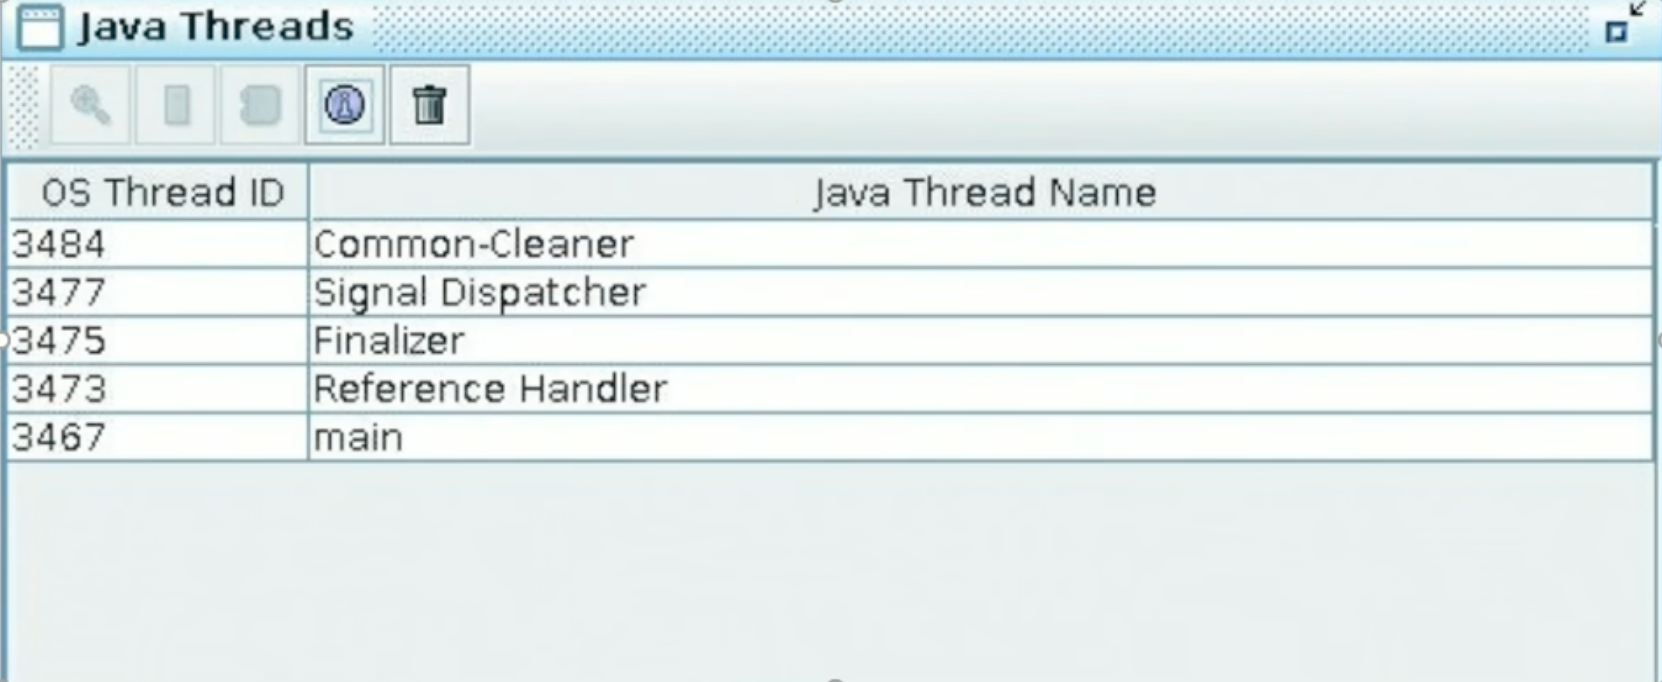 Java Threads
OS Thread ID Java Thread Name
3484 Common-Cleaner
3477 Signal Dispatcher
3475 Finalizer
3473 Reference Handler
3467 main